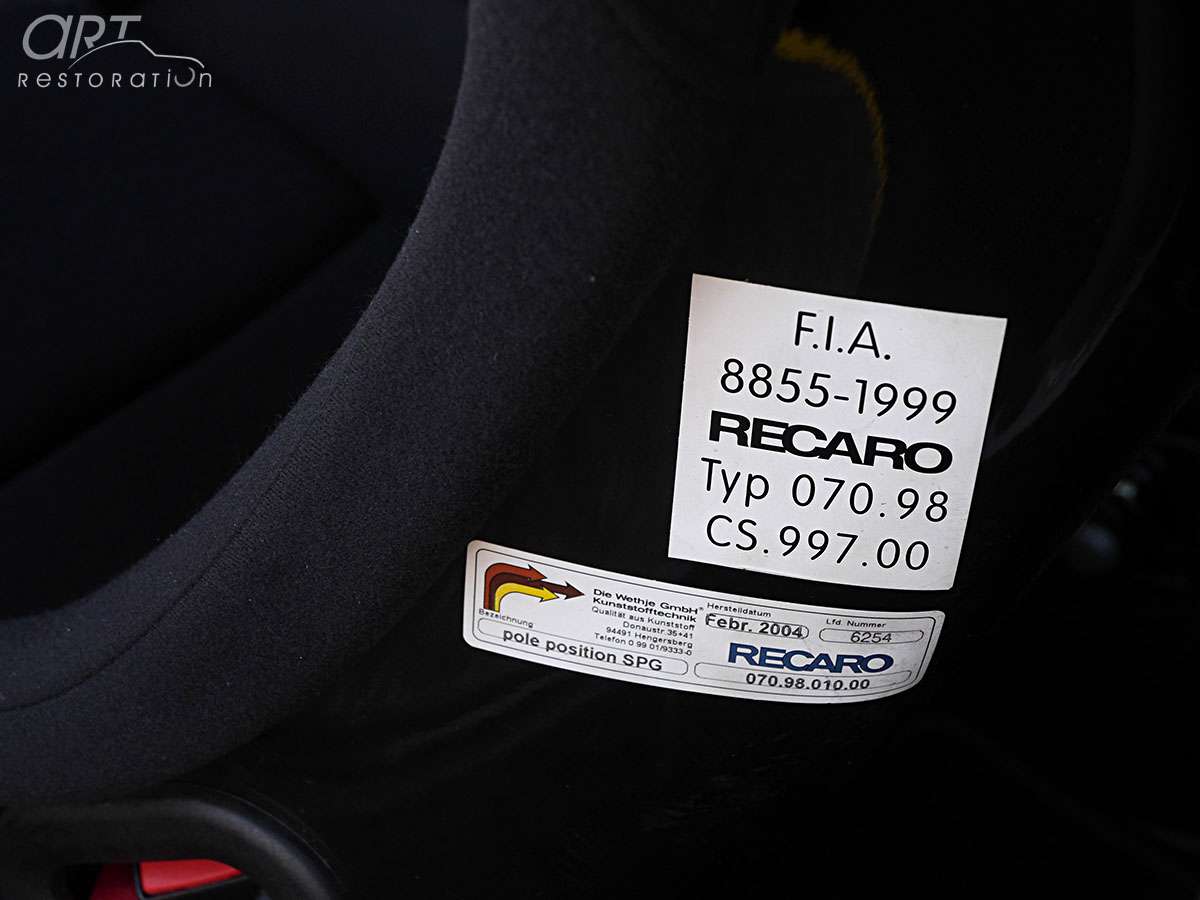 ART
RESTORATION
F.I.A.
8855-1999
RECARO
Typ 070.98
CS.997.00
Die Wethje GmbH®
Kunststofftechnik
Qualität aus Kunststoff
Donaustr.35+41
94491 Hengersberg
Telefon 0 99 01/9333-0
Bezeichnung
pole position SPG
Herstelldatum
Febr. 2004
Lfd. Nummer
6254
RECARO
070.98.010.00